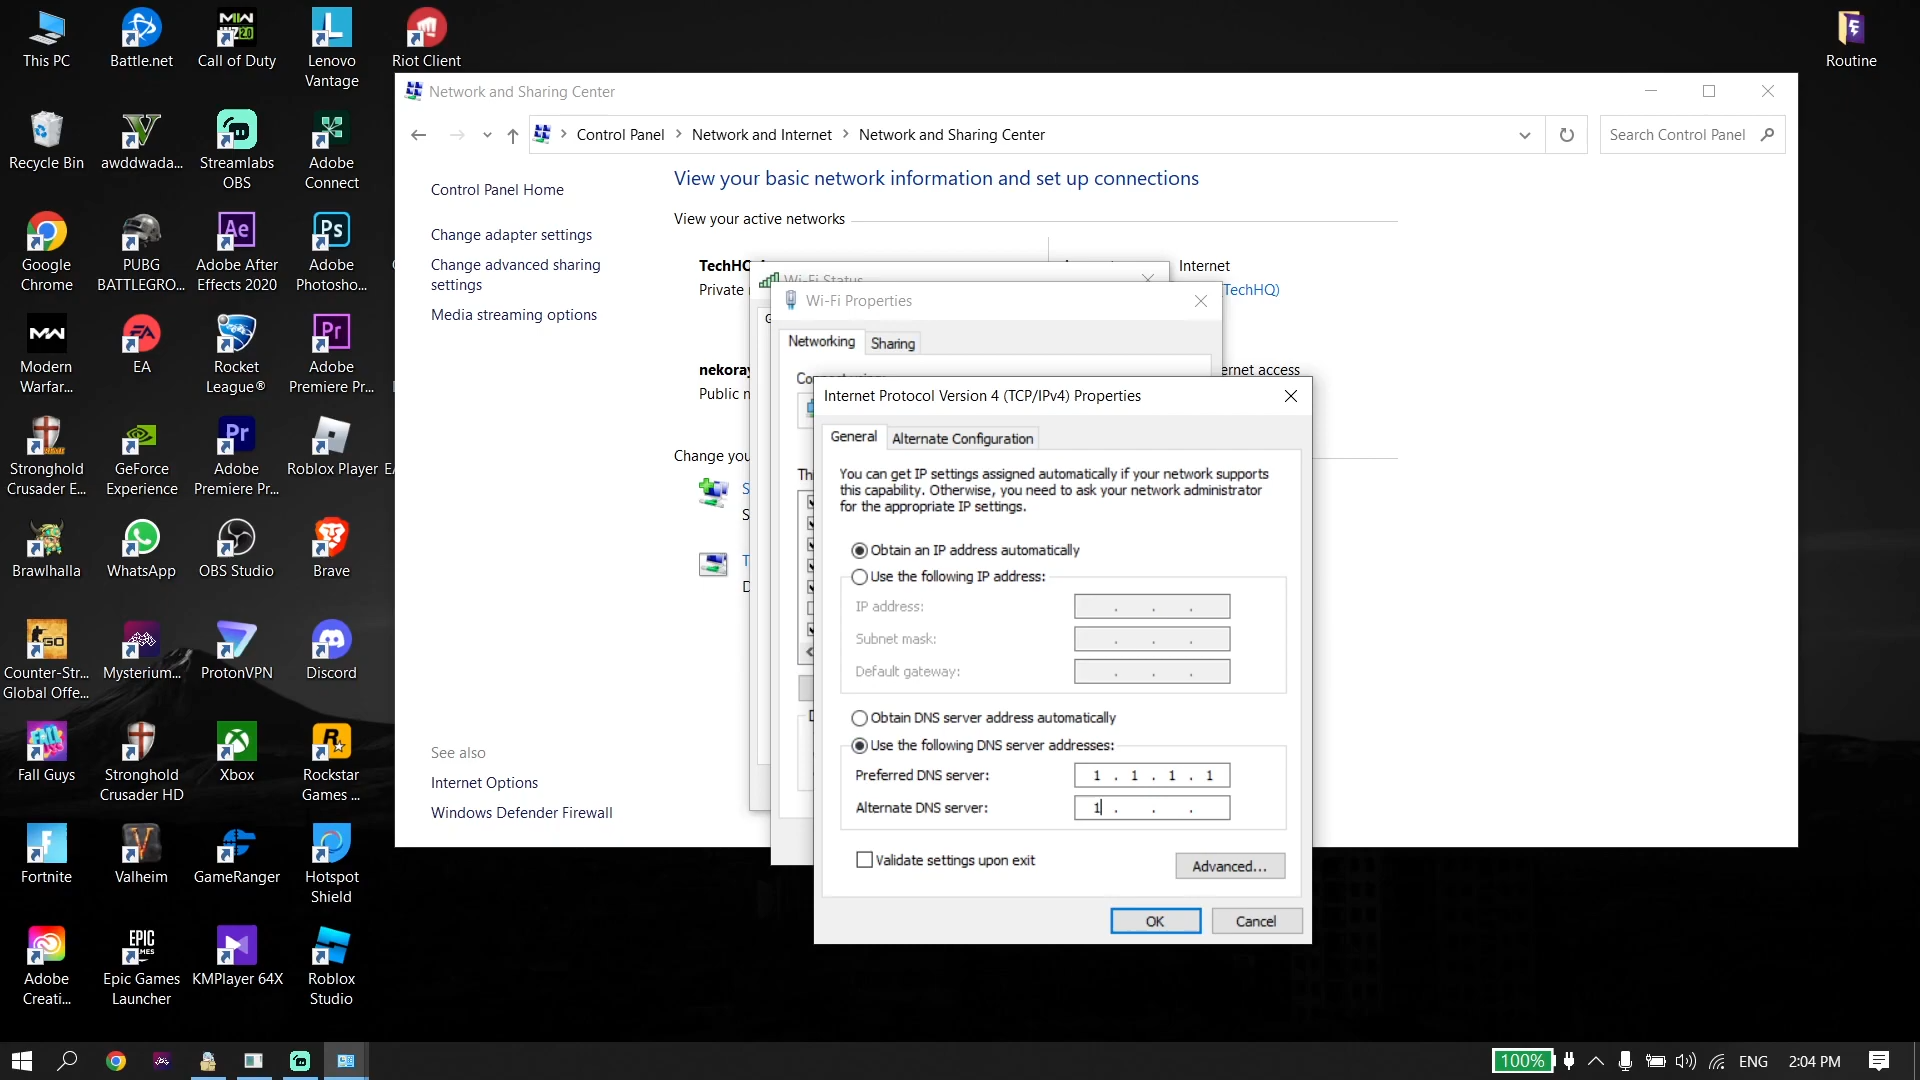 This PC
Battle.net
Call of Duty
Lenovo
Vantage
Riot Client
Routine
Recycle Bin
awddwada...
Streamlabs
OBS
Adobe
Connect
Google
Chrome
PUBG
BATTLEGRO...
Adobe After
Effects 2020
Adobe
Photosho...
Modern
Warfar...
EA
Rocket
League®
Adobe
Premiere Pr...
Stronghold
Crusader E...
GeForce
Experience
Adobe
Premiere Pr...
Roblox Player
Brawlhalla
WhatsApp
OBS Studio
Brave
Counter-Str...
Global Offe...
Mysterium...
ProtonVPN
Discord
Fall Guys
Stronghold
Crusader HD
Xbox
Rockstar
Games ...
Fortnite
Valheim
GameRanger
Hotspot
Shield
Adobe
Creati...
Epic Games
Launcher
KMPlayer 64X
Roblox
Studio
Network and Sharing Center
Control Panel > Network and Internet > Network and Sharing Center
Search Control Panel
Control Panel Home
Change adapter settings
Change advanced sharing
settings
Media streaming options
See also
Internet Options
Windows Defender Firewall
View your basic network information and set up connections
View your active networks
TechHQ
Private
Internet
TechHQ)
nekoray
Public n
ernet access
Change you
Wi-Fi Status
Wi-Fi Properties
Networking
Sharing
Internet Protocol Version 4 (TCP/IPv4) Properties
General
Alternate Configuration
You can get IP settings assigned automatically if your network supports
this capability. Otherwise, you need to ask your network administrator
for the appropriate IP settings.
Obtain an IP address automatically
Use the following IP address:
IP address: . . .
Subnet mask: . . .
Default gateway: . . .
Obtain DNS server address automatically
Use the following DNS server addresses:
Preferred DNS server: 1 . 1 . 1 . 1
Alternate DNS server: 1 . . .
Validate settings upon exit
Advanced...
OK
Cancel
100%
ENG
2:04 PM